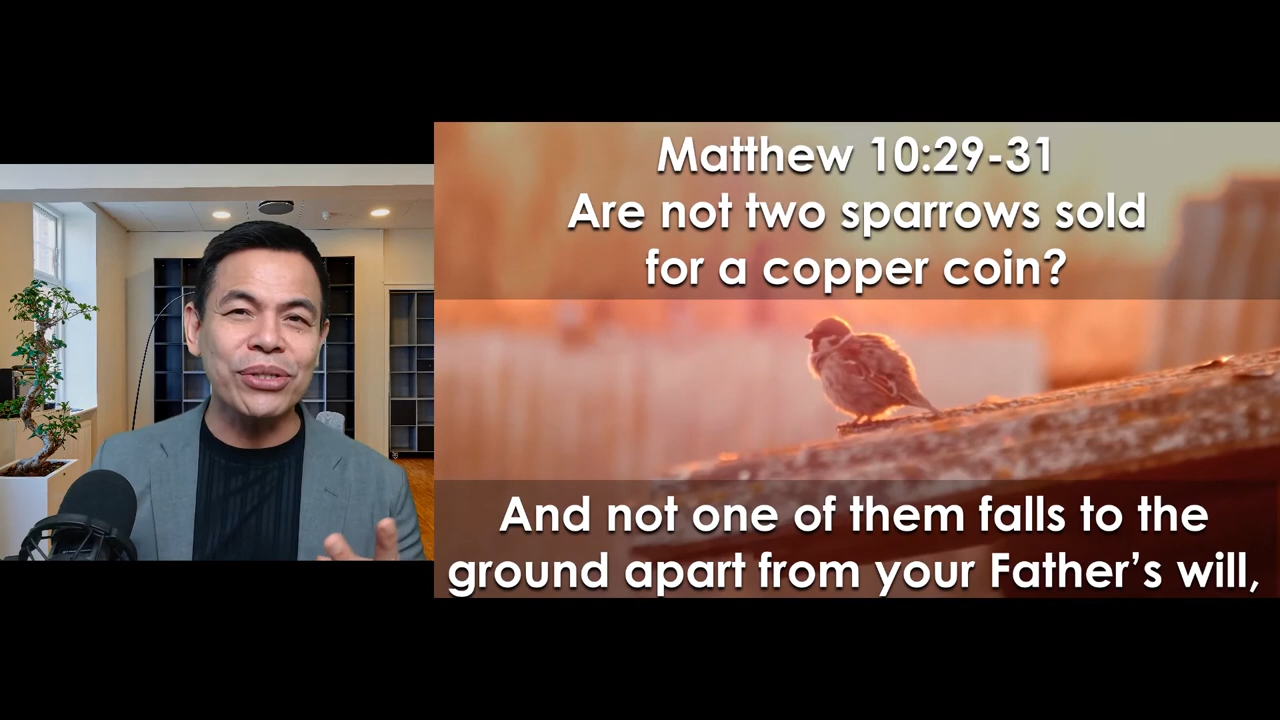 Matthew 10:29-31
Are not two sparrows sold
for a copper coin?
And not one of them falls to the
ground apart from your Father’s will,